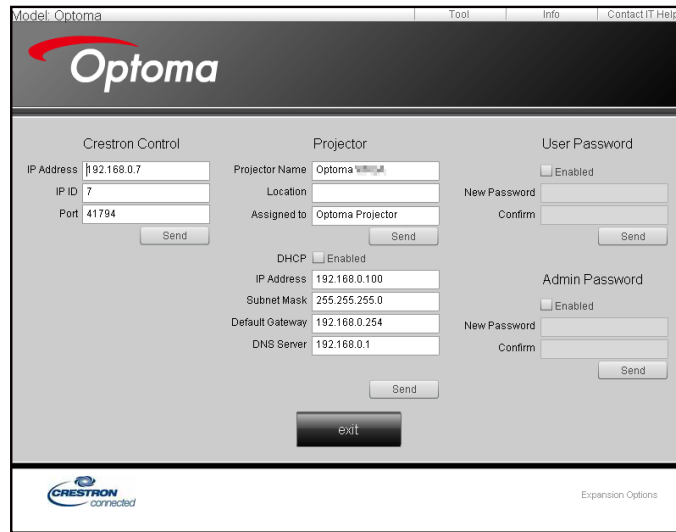 Model: Optoma
Tool
Info
Contact IT Help
Optoma
Crestron Control
IP Address 192.168.0.7
IP ID 7
Port 41794
Send
Projector
Projector Name Optoma
Location
Assigned to Optoma Projector
Send
DHCP Enabled
IP Address 192.168.0.100
Subnet Mask 255.255.255.0
Default Gateway 192.168.0.254
DNS Server 192.168.0.1
Send
User Password
Enabled
New Password
Confirm
Send
Admin Password
Enabled
New Password
Confirm
Send
exit
CRESTRON
connected
Expansion Options